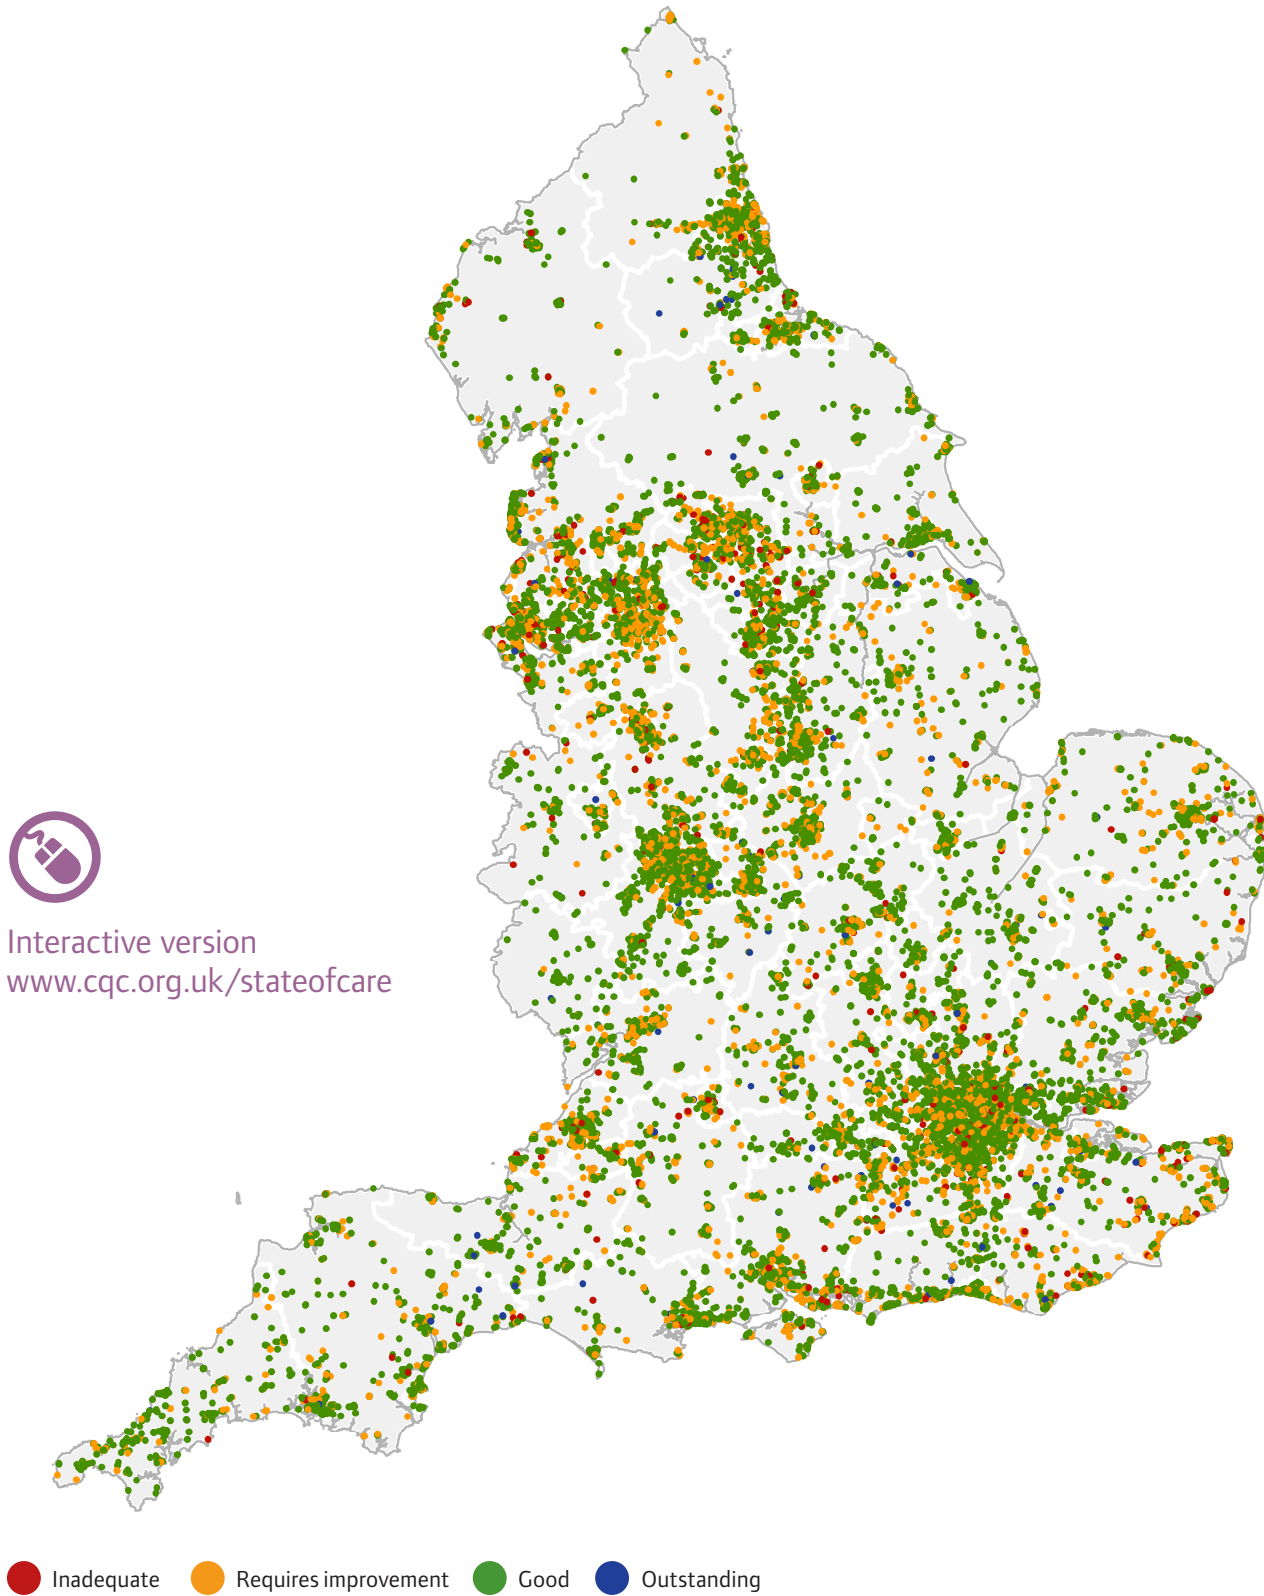 Interactive version
www.cqc.org.uk/stateofcare
Inadequate Requires improvement Good Outstanding